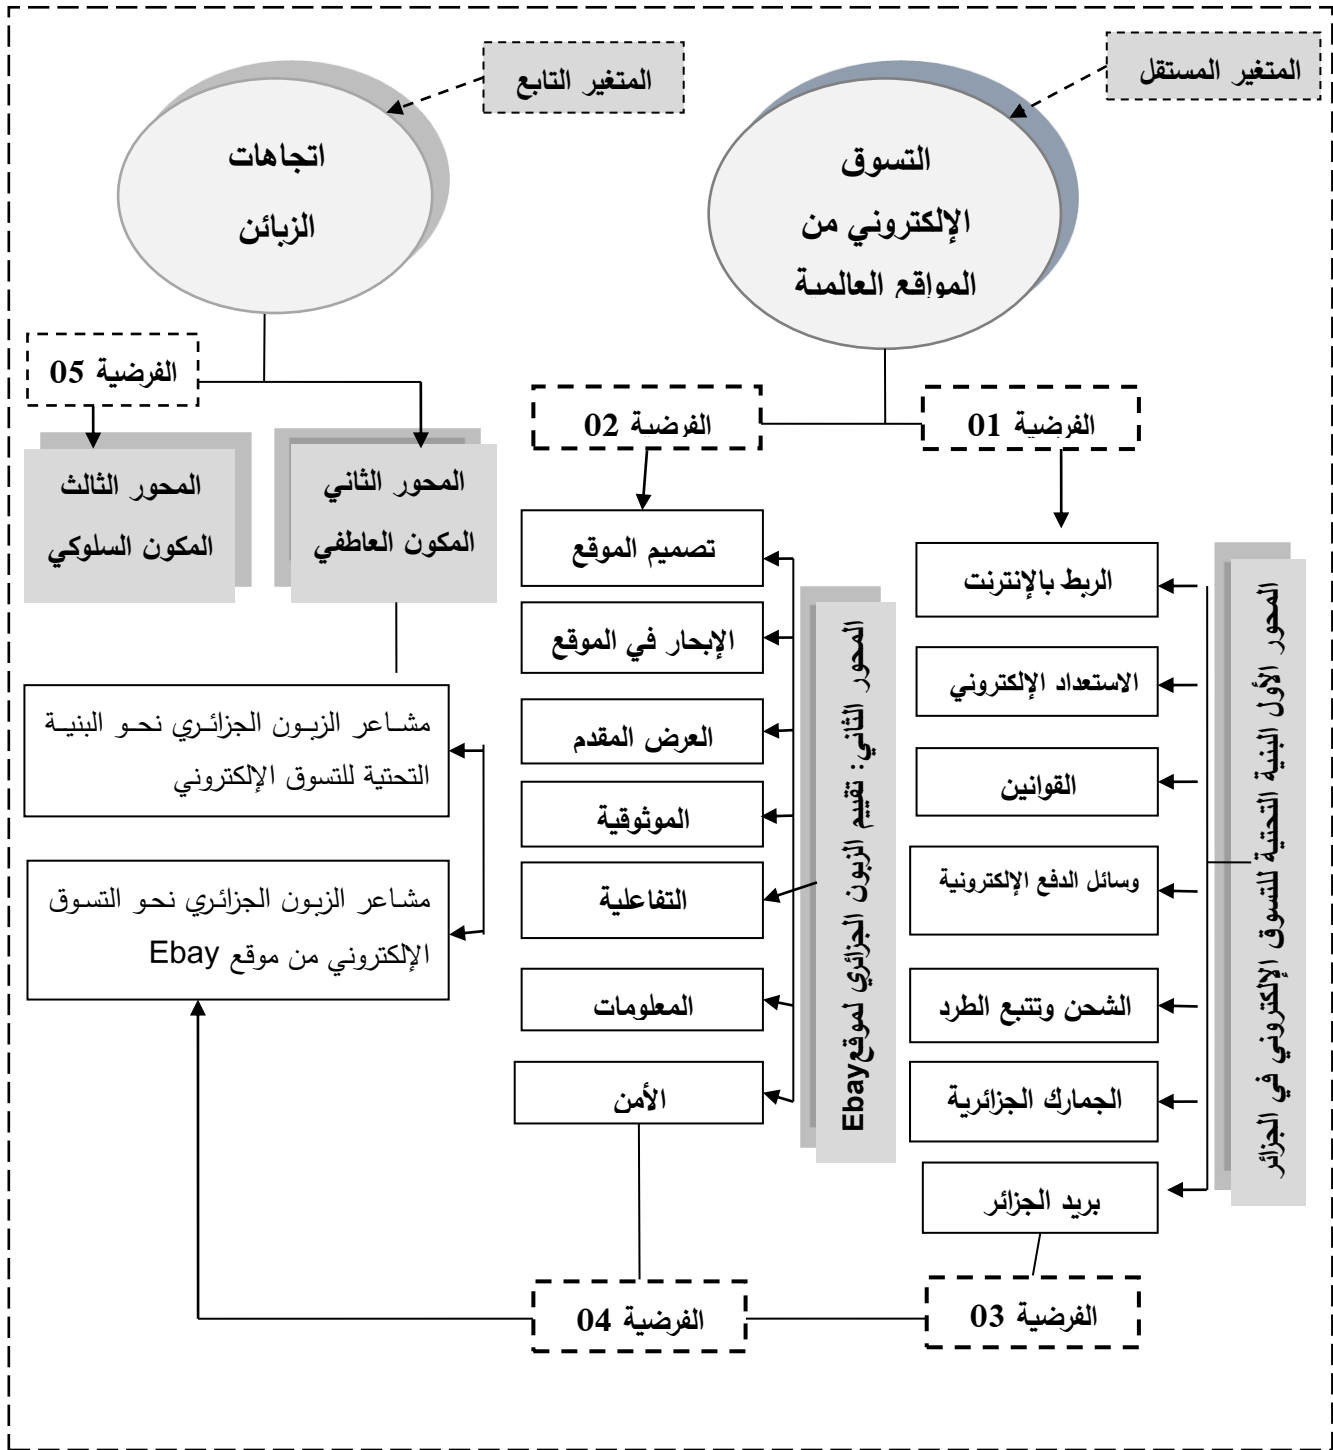 المتغير المستقل
المتغير التابع
التسوق
الإلكتروني من
المواقع العالمية
اتجاهات
الزبائن
الفرضية 01
الفرضية 02
الفرضية 05
المحور الأول البنية التحتية للتسوق الإلكتروني في الجزائر
الربط بالإنترنت
الاستعداد الإلكتروني
القوانين
وسائل الدفع الإلكترونية
الشحن وتتبع الطرد
الجمارك الجزائرية
بريد الجزائر
المحور الثاني: تقييم الزبون الجزائري لموقع Ebay
تصميم الموقع
الإبحار في الموقع
العرض المقدم
الموثوقية
التفاعلية
المعلومات
الأمن
المحور الثاني
المكون العاطفي
المحور الثالث
المكون السلوكي
مشاعر الزبون الجزائري نحو البنية
التحتية للتسوق الإلكتروني
مشاعر الزبون الجزائري نحو التسوق
الإلكتروني من موقع Ebay
الفرضية 03
الفرضية 04